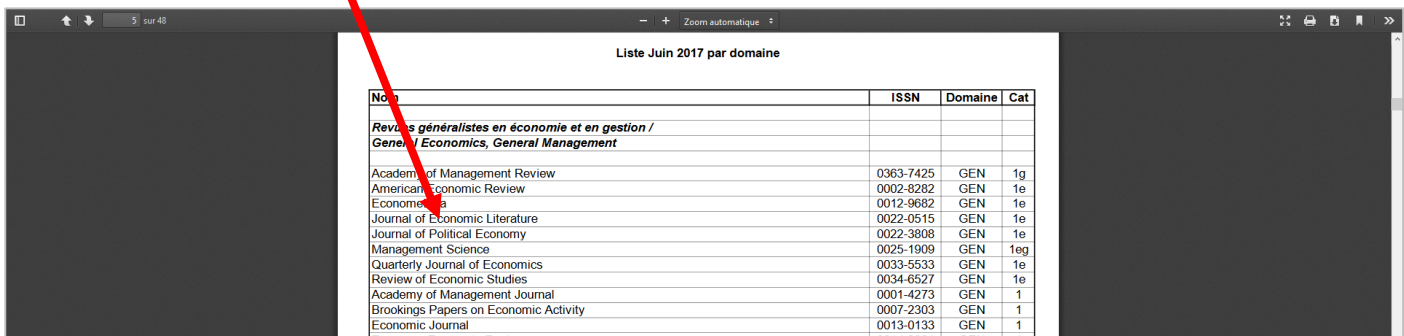 5 sur 48 Zoom automatique
Liste Juin 2017 par domaine
Nom ISSN Domaine Cat
Revues généralistes en économie et en gestion /
General Economics, General Management
Academy of Management Review 0363-7425 GEN 1g
American Economic Review 0002-8282 GEN 1e
Econometrica 0012-9682 GEN 1e
Journal of Economic Literature 0022-0515 GEN 1e
Journal of Political Economy 0022-3808 GEN 1e
Management Science 0025-1909 GEN 1eg
Quarterly Journal of Economics 0033-5533 GEN 1e
Review of Economic Studies 0034-6527 GEN 1e
Academy of Management Journal 0001-4273 GEN 1
Brookings Papers on Economic Activity 0007-2303 GEN 1
Economic Journal 0013-0133 GEN 1